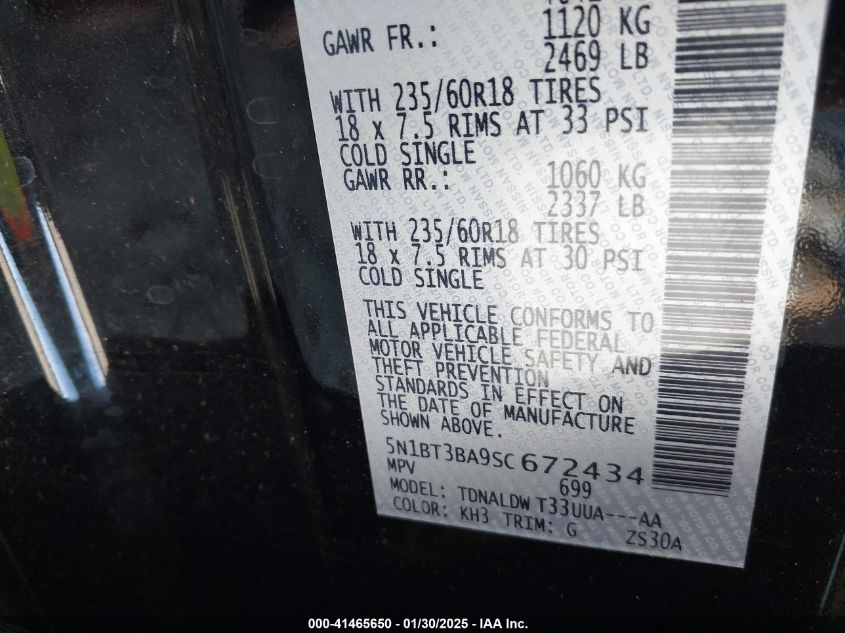 GAWR FR.: 1120 KG
2469 LB
WITH 235/60R18 TIRES
18 x 7.5 RIMS AT 33 PSI
COLD SINGLE
GAWR RR.: 1060 KG
2337 LB
WITH 235/60R18 TIRES
18 x 7.5 RIMS AT 30 PSI
COLD SINGLE
THIS VEHICLE CONFORMS TO
ALL APPLICABLE FEDERAL
MOTOR VEHICLE SAFETY AND
THEFT PREVENTION
STANDARDS IN EFFECT ON
THE DATE OF MANUFACTURE
SHOWN ABOVE.
5N1BT3BA9SC672434
MPV 699
MODEL: TDNALDW T33UUA---AA
COLOR: KH3 TRIM: G ZS30A
000-41465650 - 01/30/2025 - IAA Inc.